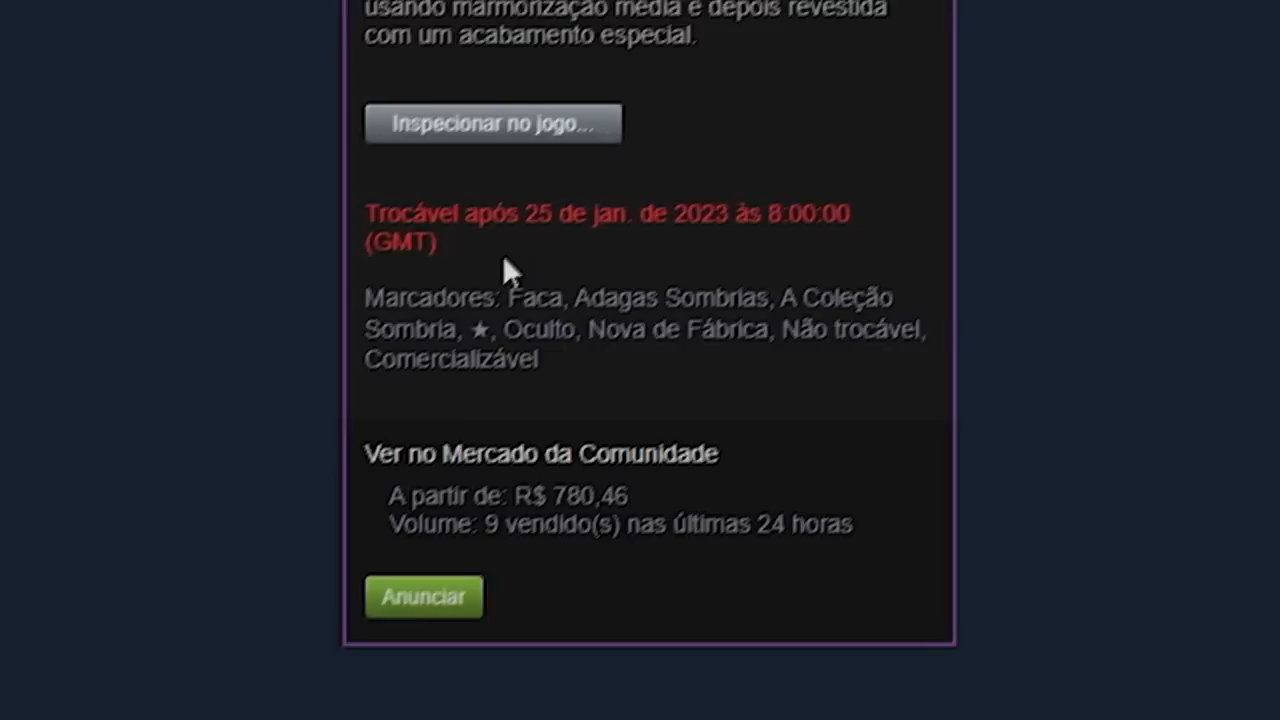 usando marmorização média e depois revestida
com um acabamento especial.
Inspecionar no jogo...
Trocável após 25 de jan. de 2023 às 8:00:00
(GMT)
Marcadores: Faca, Adagas Sombrias, A Coleção
Sombria, ★, Oculto, Nova de Fábrica, Não trocável,
Comercializável
Ver no Mercado da Comunidade
A partir de: R$ 780,46
Volume: 9 vendido(s) nas últimas 24 horas
Anunciar